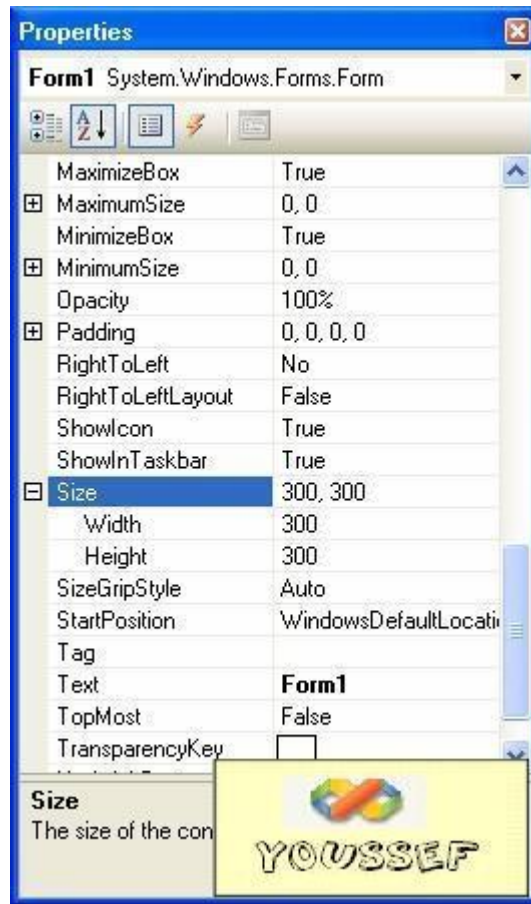 Properties
Form1 System.Windows.Forms.Form
MaximizeBox True
MaximumSize 0, 0
MinimizeBox True
MinimumSize 0, 0
Opacity 100%
Padding 0, 0, 0, 0
RightToLeft No
RightToLeftLayout False
ShowIcon True
ShowInTaskbar True
Size 300, 300
Width 300
Height 300
SizeGripStyle Auto
StartPosition WindowsDefaultLocati
Tag
Text Form1
TopMost False
TransparencyKey
Size
The size of the con
YOUSSEF